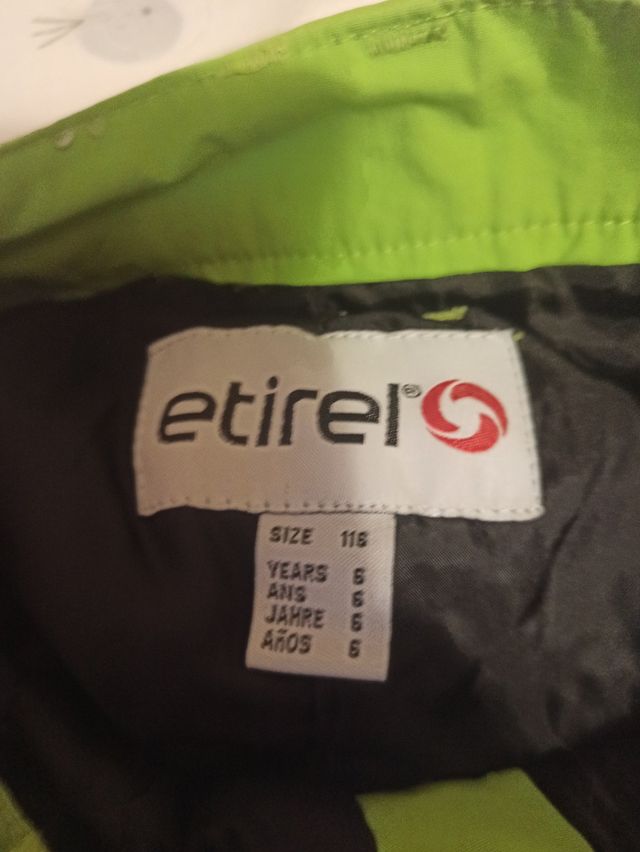 etirel®
SIZE 116
YEARS 6
ANS 6
JAHRE 6
AÑOS 6